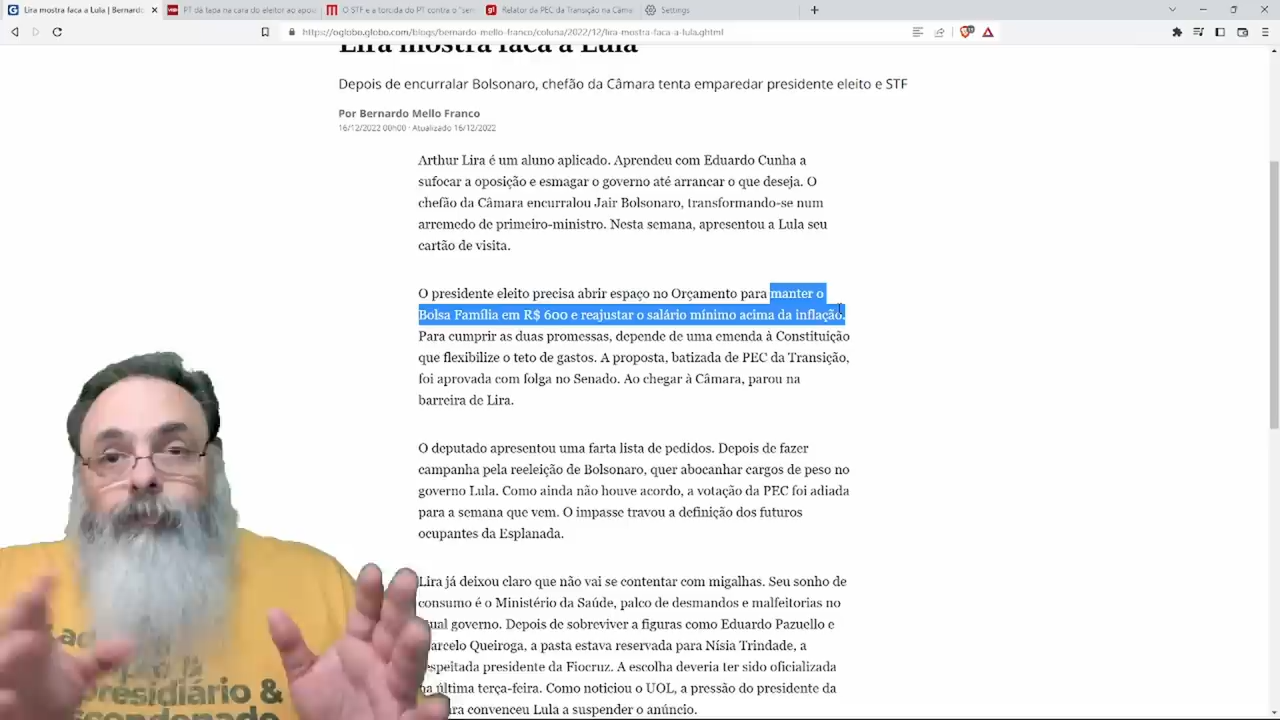 Lira mostra faca a Lula | Bernardo
PT dá tapa na cara do eleitor ao apoia
O STF e a torcida do PT contra o "sem
Relator da PEC da Transição na Câma
Settings
https://oglobo.globo.com/blogs/bernardo-mello-franco/coluna/2022/12/lira-mostra-faca-a-lula.ghtml
Lira mostra faca a Lula
Depois de encurralar Bolsonaro, chefão da Câmara tenta emparedar presidente eleito e STF
Por Bernardo Mello Franco
16/12/2022 00h00 · Atualizado 16/12/2022
Arthur Lira é um aluno aplicado. Aprendeu com Eduardo Cunha a
sufocar a oposição e esmagar o governo até arrancar o que deseja. O
chefão da Câmara encurralou Jair Bolsonaro, transformando-se num
arremedo de primeiro-ministro. Nesta semana, apresentou a Lula seu
cartão de visita.
O presidente eleito precisa abrir espaço no Orçamento para manter o
Bolsa Família em R$ 600 e reajustar o salário mínimo acima da inflação.
Para cumprir as duas promessas, depende de uma emenda à Constituição
que flexibilize o teto de gastos. A proposta, batizada de PEC da Transição,
foi aprovada com folga no Senado. Ao chegar à Câmara, parou na
barreira de Lira.
O deputado apresentou uma farta lista de pedidos. Depois de fazer
campanha pela reeleição de Bolsonaro, quer abocanhar cargos de peso no
governo Lula. Como ainda não houve acordo, a votação da PEC foi adiada
para a semana que vem. O impasse travou a definição dos futuros
ocupantes da Esplanada.
Lira já deixou claro que não vai se contentar com migalhas. Seu sonho de
consumo é o Ministério da Saúde, palco de desmandos e malfeitorias no
tual governo. Depois de sobreviver a figuras como Eduardo Pazuello e
arcelo Queiroga, a pasta estava reservada para Nísia Trindade, a
espeitada presidente da Fiocruz. A escolha deveria ter sido oficializada
na última terça-feira. Como noticiou o UOL, a pressão do presidente da
ara convenceu Lula a suspender o anúncio.
presidiário &